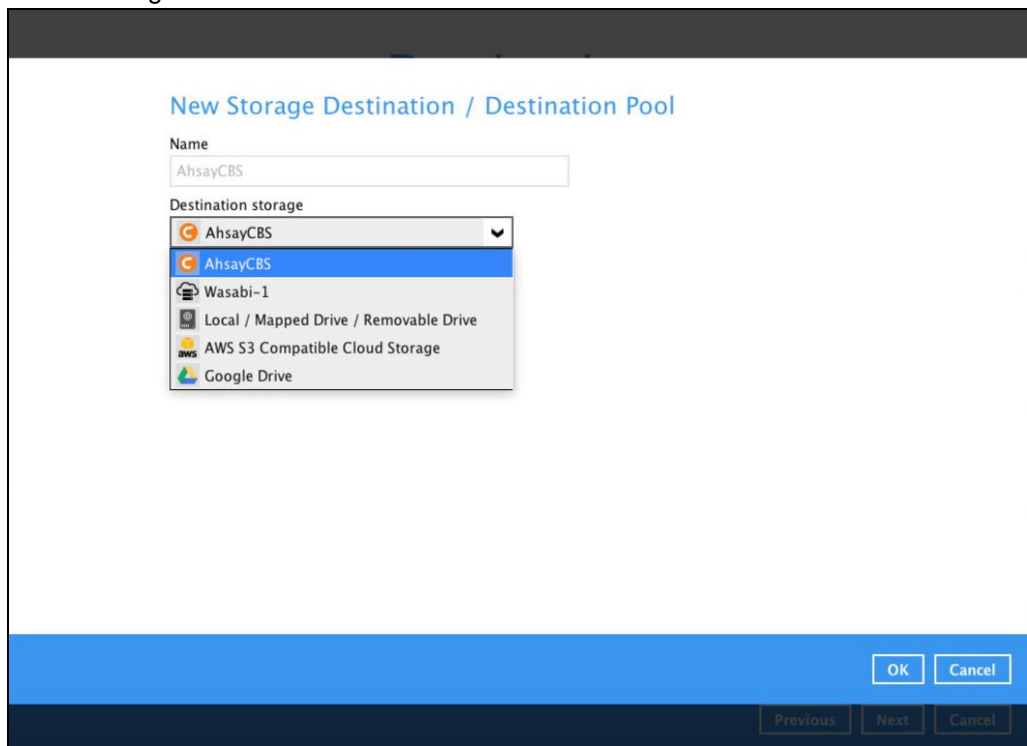 New Storage Destination / Destination Pool
Name
AhsayCBS
Destination storage
AhsayCBS
AhsayCBS
Wasabi-1
Local / Mapped Drive / Removable Drive
aws AWS S3 Compatible Cloud Storage
Google Drive
OK Cancel
Previous Next Cancel